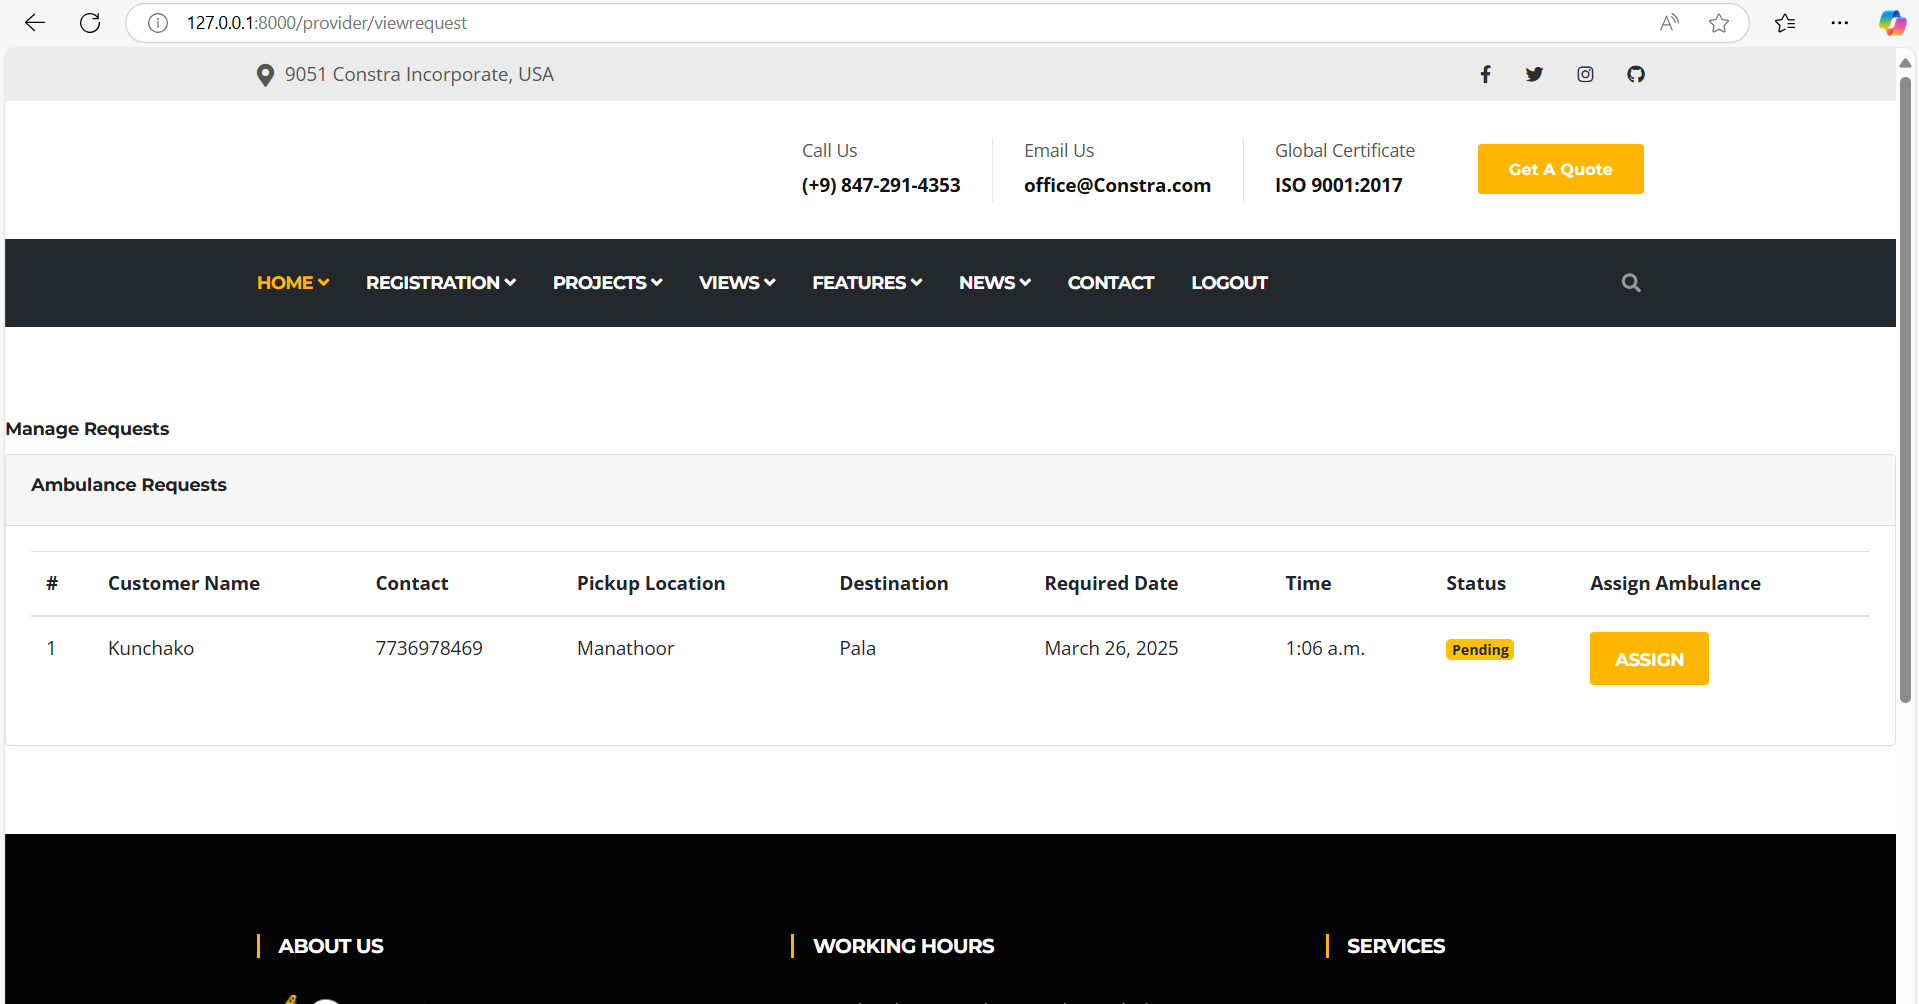 127.0.0.1:8000/provider/viewrequest
9051 Constra Incorporate, USA
Call Us
(+9) 847-291-4353
Email Us
office@Constra.com
Global Certificate
ISO 9001:2017
Get A Quote
HOME REGISTRATION PROJECTS VIEWS FEATURES NEWS CONTACT LOGOUT
Manage Requests
Ambulance Requests
# Customer Name Contact Pickup Location Destination Required Date Time Status Assign Ambulance
1 Kunchako 7736978469 Manathoor Pala March 26, 2025 1:06 a.m. Pending ASSIGN
ABOUT US WORKING HOURS SERVICES